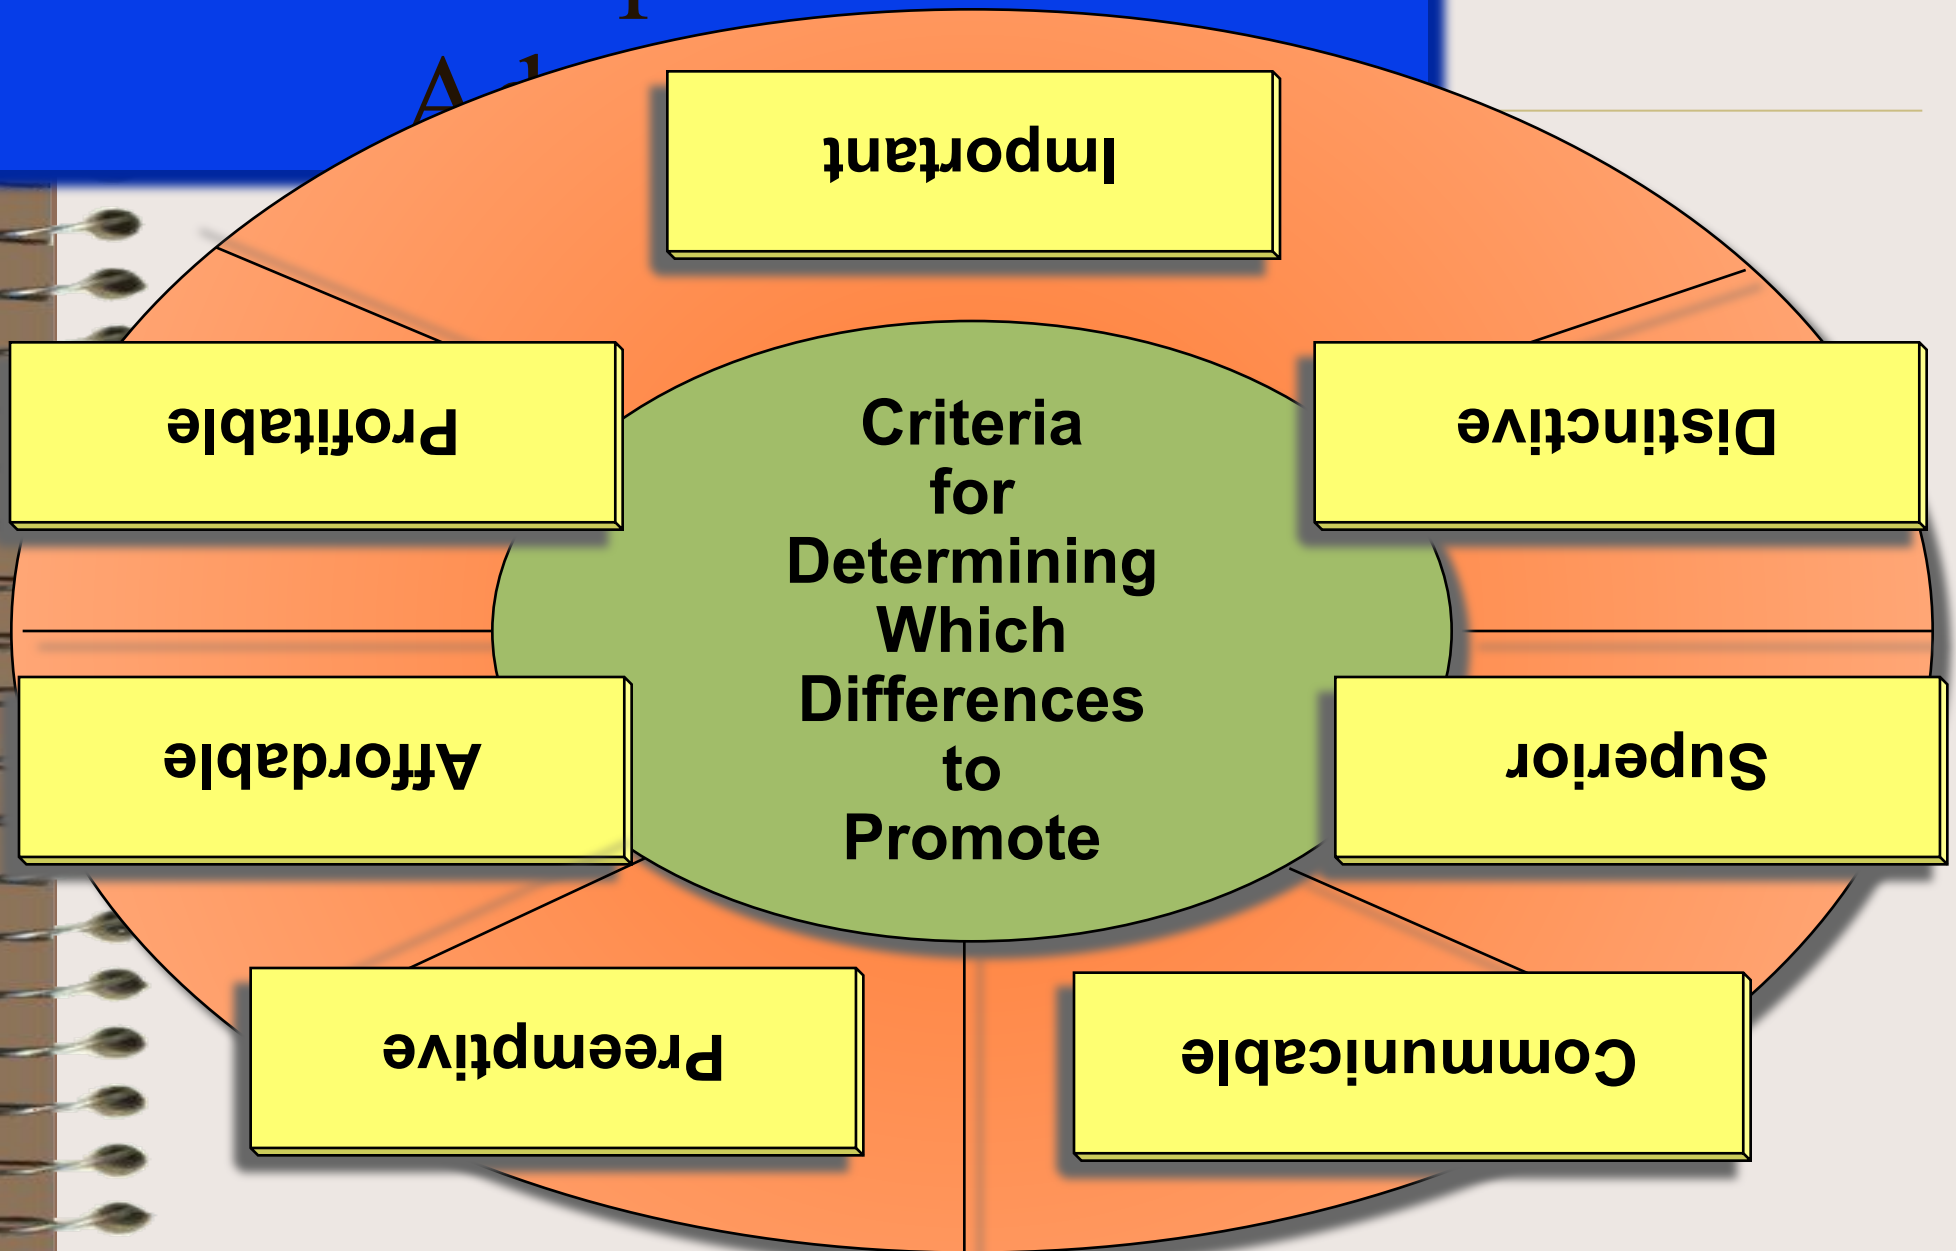 Important
Profitable
Distinctive
Criteria
for
Determining
Which
Differences
to
Promote
Affordable
Superior
Preemptive
Communicable